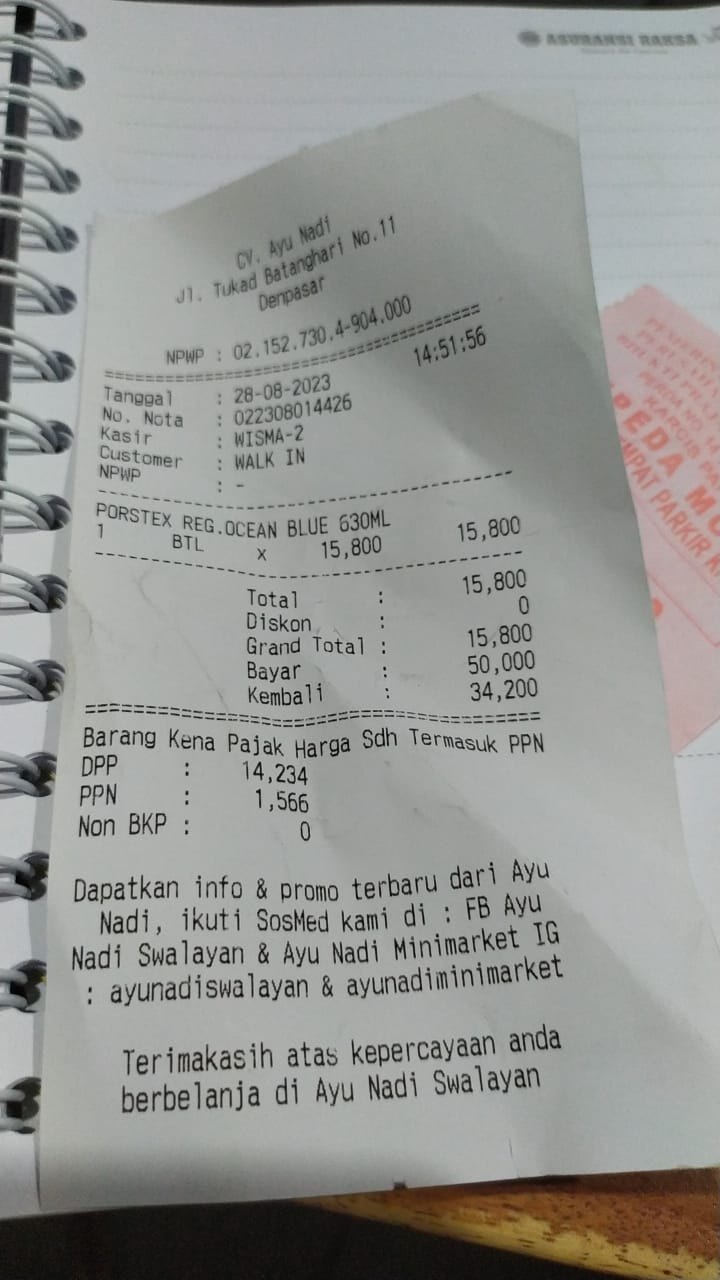 ASURANSI RAKSA
CV. Ayu Nadi
Jl. Tukad Batanghari No.11
Denpasar
NPWP : 02.152.730.4-904.000
========================================
14:51:56
Tanggal : 28-08-2023
No. Nota : 022308014426
Kasir : WISMA-2
Customer : WALK IN
NPWP : -
----------------------------------------
PORSTEX REG.OCEAN BLUE 630ML
1 BTL x 15,800 15,800
----------------------------------------
Total : 15,800
Diskon : 0
Grand Total : 15,800
Bayar : 50,000
Kembali : 34,200
========================================
Barang Kena Pajak Harga Sdh Termasuk PPN
DPP : 14,234
PPN : 1,566
Non BKP : 0
Dapatkan info & promo terbaru dari Ayu
Nadi, ikuti SosMed kami di : FB Ayu
Nadi Swalayan & Ayu Nadi Minimarket IG
: ayunadiswalayan & ayunadiminimarket
Terimakasih atas kepercayaan anda
berbelanja di Ayu Nadi Swalayan
PEDA MO
MPAT PARKIR K